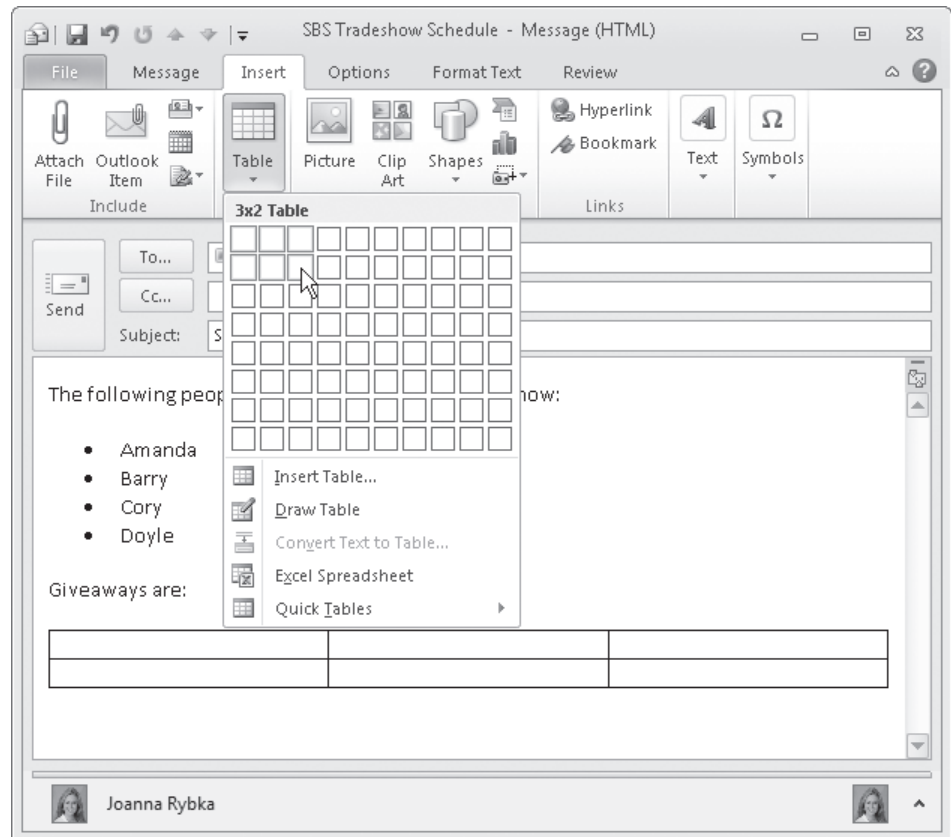 SBS Tradeshow Schedule - Message (HTML)
File Message Insert Options Format Text Review
Attach File
Outlook Item
Include
Table
Picture
Clip Art
Shapes
Hyperlink
Bookmark
Links
Text
Symbols
3x2 Table
Send
To...
Cc...
Subject: S
The following peop
now:
• Amanda
• Barry
• Cory
• Doyle
Giveaways are:
Insert Table...
Draw Table
Convert Text to Table...
Excel Spreadsheet
Quick Tables
Joanna Rybka